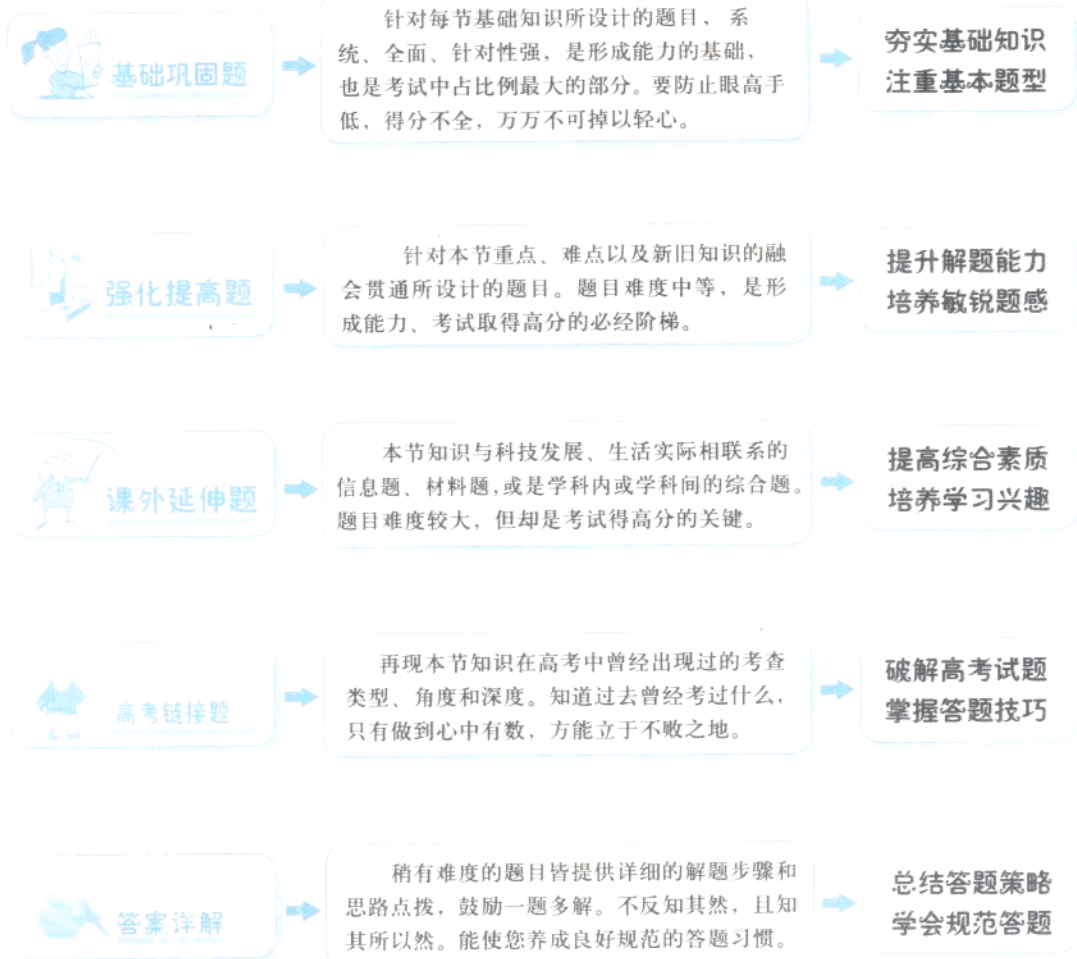 基础巩固题
针对每节基础知识所设计的题目，系
统、全面、针对性强，是形成能力的基础，
也是考试中占比例最大的部分。要防止眼高手
低，得分不全，万万不可掉以轻心。
夯实基础知识
注重基本题型
强化提高题
针对本节重点、难点以及新旧知识的融
会贯通所设计的题目。题目难度中等，是形
成能力、考试取得高分的必经阶梯。
提升解题能力
培养敏锐题感
课外延伸题
本节知识与科技发展、生活实际相联系的
信息题、材料题,或是学科内或学科间的综合题。
题目难度较大，但却是考试得高分的关键。
提高综合素质
培养学习兴趣
高考链接题
再现本节知识在高考中曾经出现过的考查
类型、角度和深度。知道过去曾经考过什么，
只有做到心中有数，方能立于不败之地。
破解高考试题
掌握答题技巧
答案详解
稍有难度的题目皆提供详细的解题步骤和
思路点拨，鼓励一题多解。不反知其然，且知
其所以然。能使您养成良好规范的答题习惯。
总结答题策略
学会规范答题